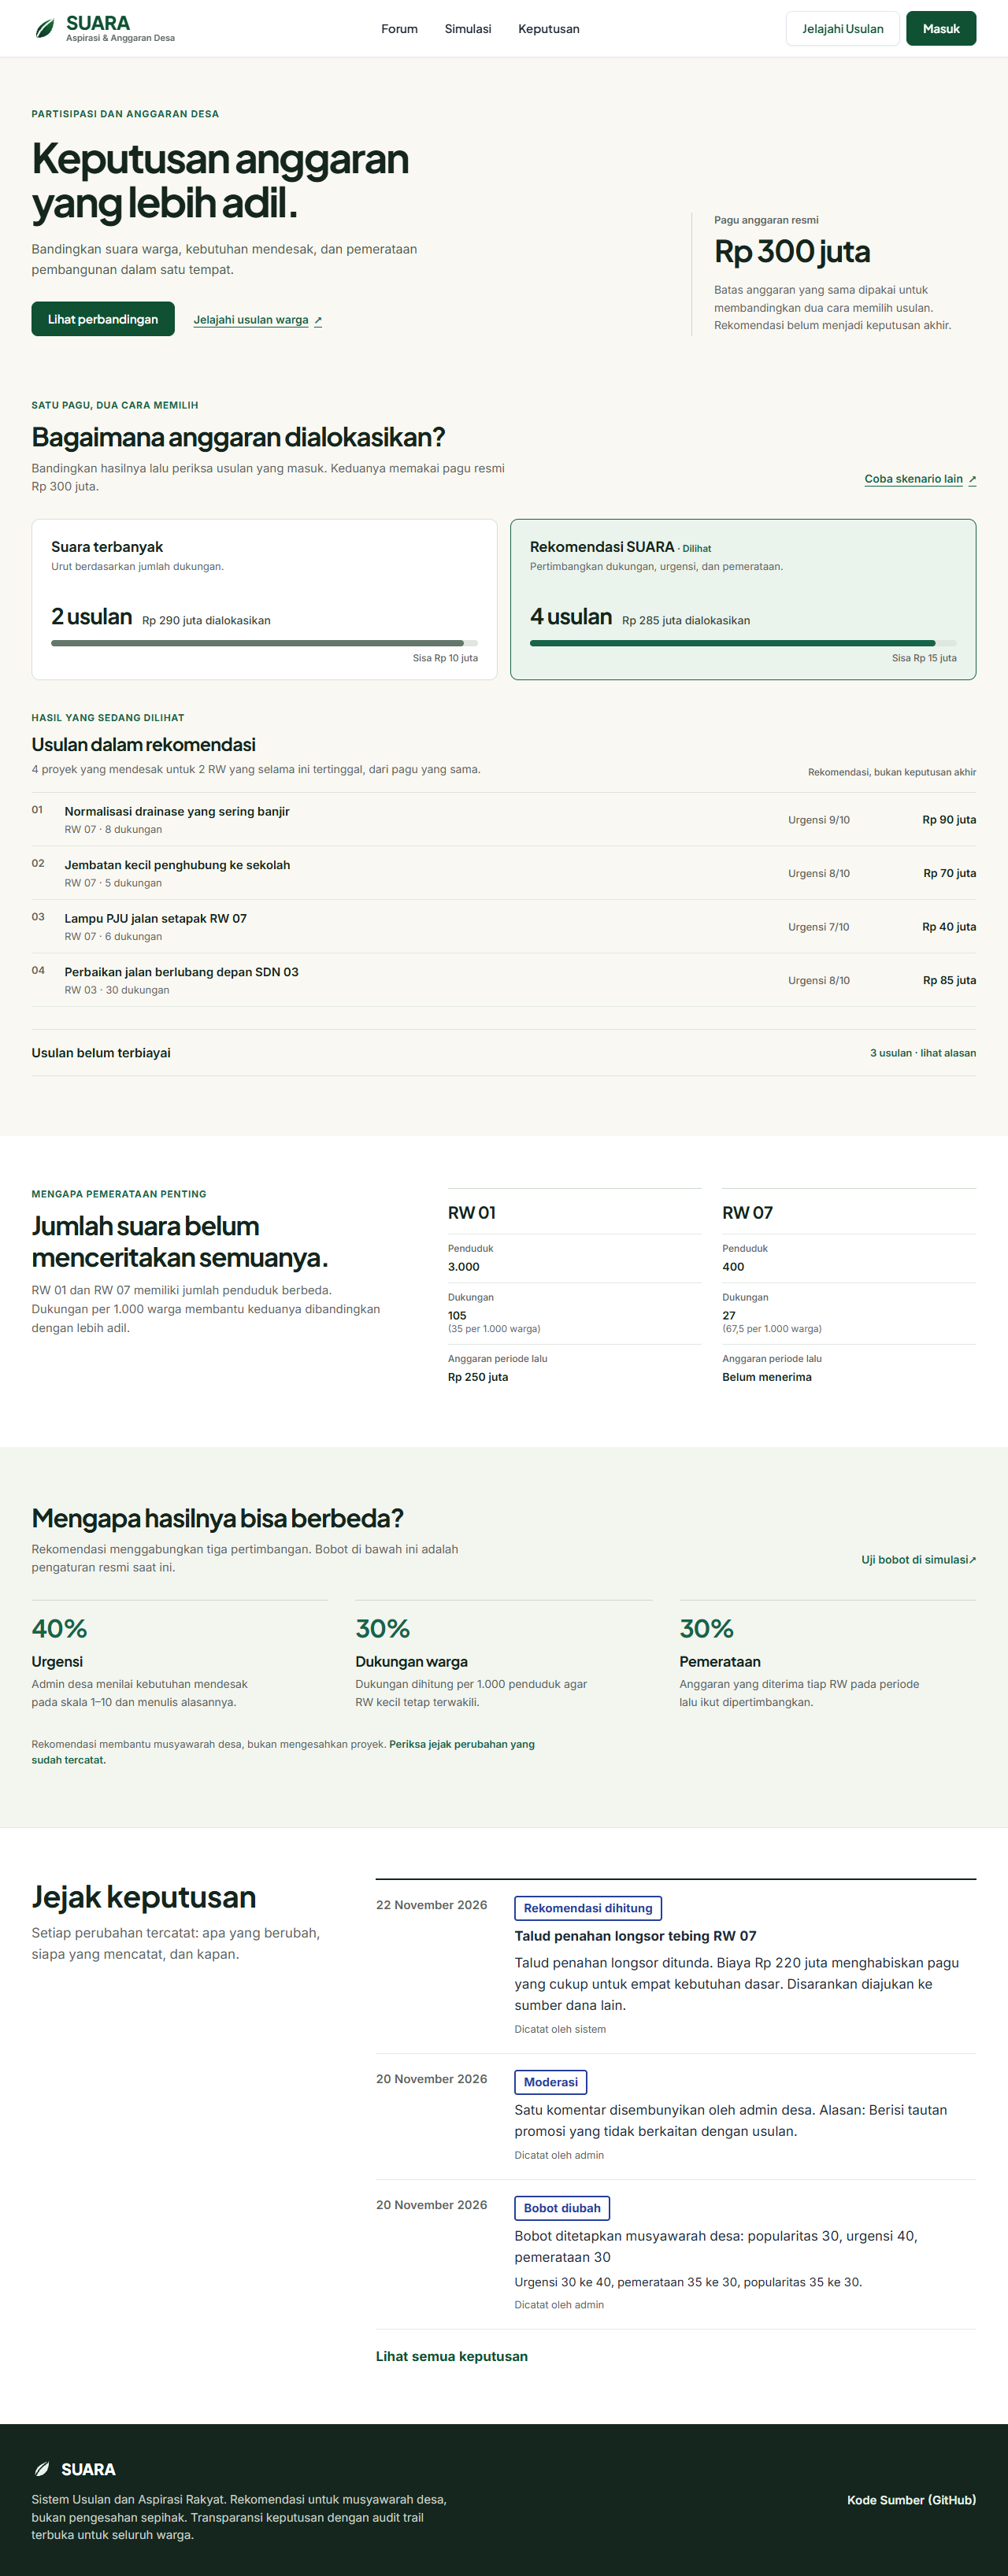 SUARA
Aspirasi & Anggaran Desa
Forum
Simulasi
Keputusan
Jelajahi Usulan
Masuk
PARTISIPASI DAN ANGGARAN DESA
Keputusan anggaran
yang lebih adil.
Bandingkan suara warga, kebutuhan mendesak, dan pemerataan
pembangunan dalam satu tempat.
Lihat perbandingan
Jelajahi usulan warga ↗
Pagu anggaran resmi
Rp 300 juta
Batas anggaran yang sama dipakai untuk
membandingkan dua cara memilih usulan.
Rekomendasi belum menjadi keputusan akhir.
SATU PAGU, DUA CARA MEMILIH
Bagaimana anggaran dialokasikan?
Bandingkan hasilnya lalu periksa usulan yang masuk. Keduanya memakai pagu resmi
Rp 300 juta.
Coba skenario lain ↗
Suara terbanyak
Urut berdasarkan jumlah dukungan.
2 usulan Rp 290 juta dialokasikan
Sisa Rp 10 juta
Rekomendasi SUARA · Dilihat
Pertimbangkan dukungan, urgensi, dan pemerataan.
4 usulan Rp 285 juta dialokasikan
Sisa Rp 15 juta
HASIL YANG SEDANG DILIHAT
Usulan dalam rekomendasi
4 proyek yang mendesak untuk 2 RW yang selama ini tertinggal, dari pagu yang sama.
Rekomendasi, bukan keputusan akhir
01 Normalisasi drainase yang sering banjir
RW 07 · 8 dukungan
Urgensi 9/10
Rp 90 juta
02 Jembatan kecil penghubung ke sekolah
RW 07 · 5 dukungan
Urgensi 8/10
Rp 70 juta
03 Lampu PJU jalan setapak RW 07
RW 07 · 6 dukungan
Urgensi 7/10
Rp 40 juta
04 Perbaikan jalan berlubang depan SDN 03
RW 03 · 30 dukungan
Urgensi 8/10
Rp 85 juta
Usulan belum terbiayai
3 usulan · lihat alasan
MENGAPA PEMERATAAN PENTING
Jumlah suara belum
menceritakan semuanya.
RW 01 dan RW 07 memiliki jumlah penduduk berbeda.
Dukungan per 1.000 warga membantu keduanya dibandingkan
dengan lebih adil.
RW 01
Penduduk
3.000
Dukungan
105
(35 per 1.000 warga)
Anggaran periode lalu
Rp 250 juta
RW 07
Penduduk
400
Dukungan
27
(67,5 per 1.000 warga)
Anggaran periode lalu
Belum menerima
Mengapa hasilnya bisa berbeda?
Rekomendasi menggabungkan tiga pertimbangan. Bobot di bawah ini adalah
pengaturan resmi saat ini.
Uji bobot di simulasi↗
40%
Urgensi
Admin desa menilai kebutuhan mendesak
pada skala 1–10 dan menulis alasannya.
30%
Dukungan warga
Dukungan dihitung per 1.000 penduduk agar
RW kecil tetap terwakili.
30%
Pemerataan
Anggaran yang diterima tiap RW pada periode
lalu ikut dipertimbangkan.
Rekomendasi membantu musyawarah desa, bukan mengesahkan proyek. Periksa jejak perubahan yang
sudah tercatat.
Jejak keputusan
Setiap perubahan tercatat: apa yang berubah,
siapa yang mencatat, dan kapan.
22 November 2026
Rekomendasi dihitung
Talud penahan longsor tebing RW 07
Talud penahan longsor ditunda. Biaya Rp 220 juta menghabiskan pagu
yang cukup untuk empat kebutuhan dasar. Disarankan diajukan ke
sumber dana lain.
Dicatat oleh sistem
20 November 2026
Moderasi
Satu komentar disembunyikan oleh admin desa. Alasan: Berisi tautan
promosi yang tidak berkaitan dengan usulan.
Dicatat oleh admin
20 November 2026
Bobot diubah
Bobot ditetapkan musyawarah desa: popularitas 30, urgensi 40,
pemerataan 30
Urgensi 30 ke 40, pemerataan 35 ke 30, popularitas 35 ke 30.
Dicatat oleh admin
Lihat semua keputusan
SUARA
Sistem Usulan dan Aspirasi Rakyat. Rekomendasi untuk musyawarah desa,
bukan pengesahan sepihak. Transparansi keputusan dengan audit trail
terbuka untuk seluruh warga.
Kode Sumber (GitHub)